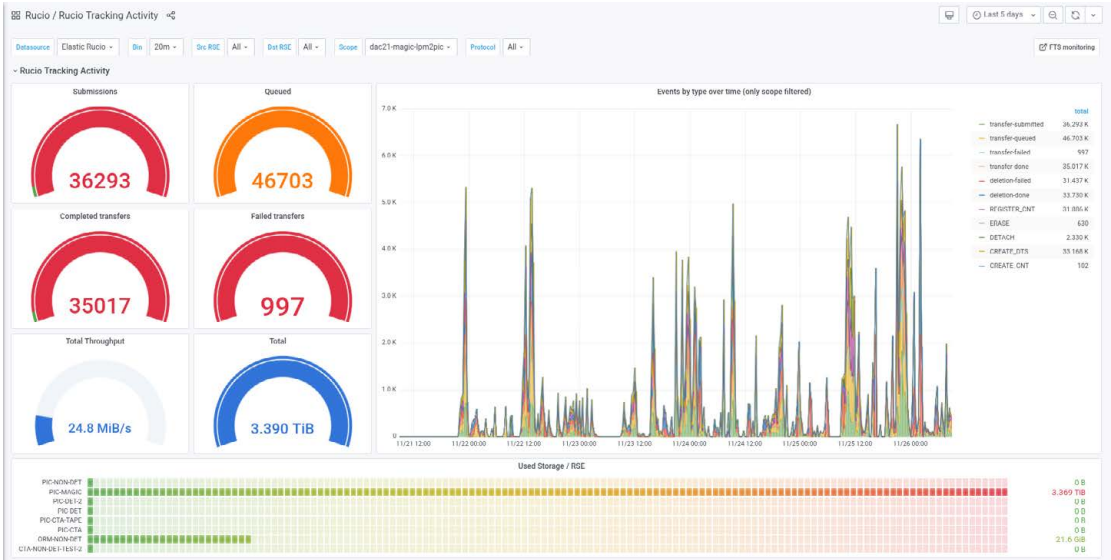 Rucio / Rucio Tracking Activity
Last 5 days
Datasource Elastic Rucio Bin 20m Src RSE All Dst RSE All Scope dac21-magic-lpm2pic Protocol All FTS monitoring
Rucio Tracking Activity
Submissions
36293
Queued
46703
Completed transfers
35017
Failed transfers
997
Total Throughput
24.8 MiB/s
Total
3.390 TiB
Events by type over time (only scope filtered)
7.0 K
6.0 K
5.0 K
4.0 K
3.0 K
2.0 K
1.0 K
0
11/21 12:00 11/22 00:00 11/22 12:00 11/23 00:00 11/23 12:00 11/24 00:00 11/24 12:00 11/25 00:00 11/25 12:00 11/26 00:00
total
transfer-submitted 36.293 K
transfer-queued 46.703 K
transfer-failed 997
transfer-done 35.017 K
deletion-failed 31.437 K
deletion-done 33.730 K
REGISTER_CNT 31.886 K
ERASE 630
DETACH 2.330 K
CREATE_DTS 33.168 K
CREATE_CNT 102
Used Storage / RSE
PIC-NON-DET 0 B
PIC-MAGIC 3.369 TiB
PIC-DET-2 0 B
PIC-DET 0 B
PIC-CTA-TAPE 0 B
PIC-CTA 0 B
ORM-NON-DET 21.6 GiB
CTA-NON-DET-TEST-2 0 B